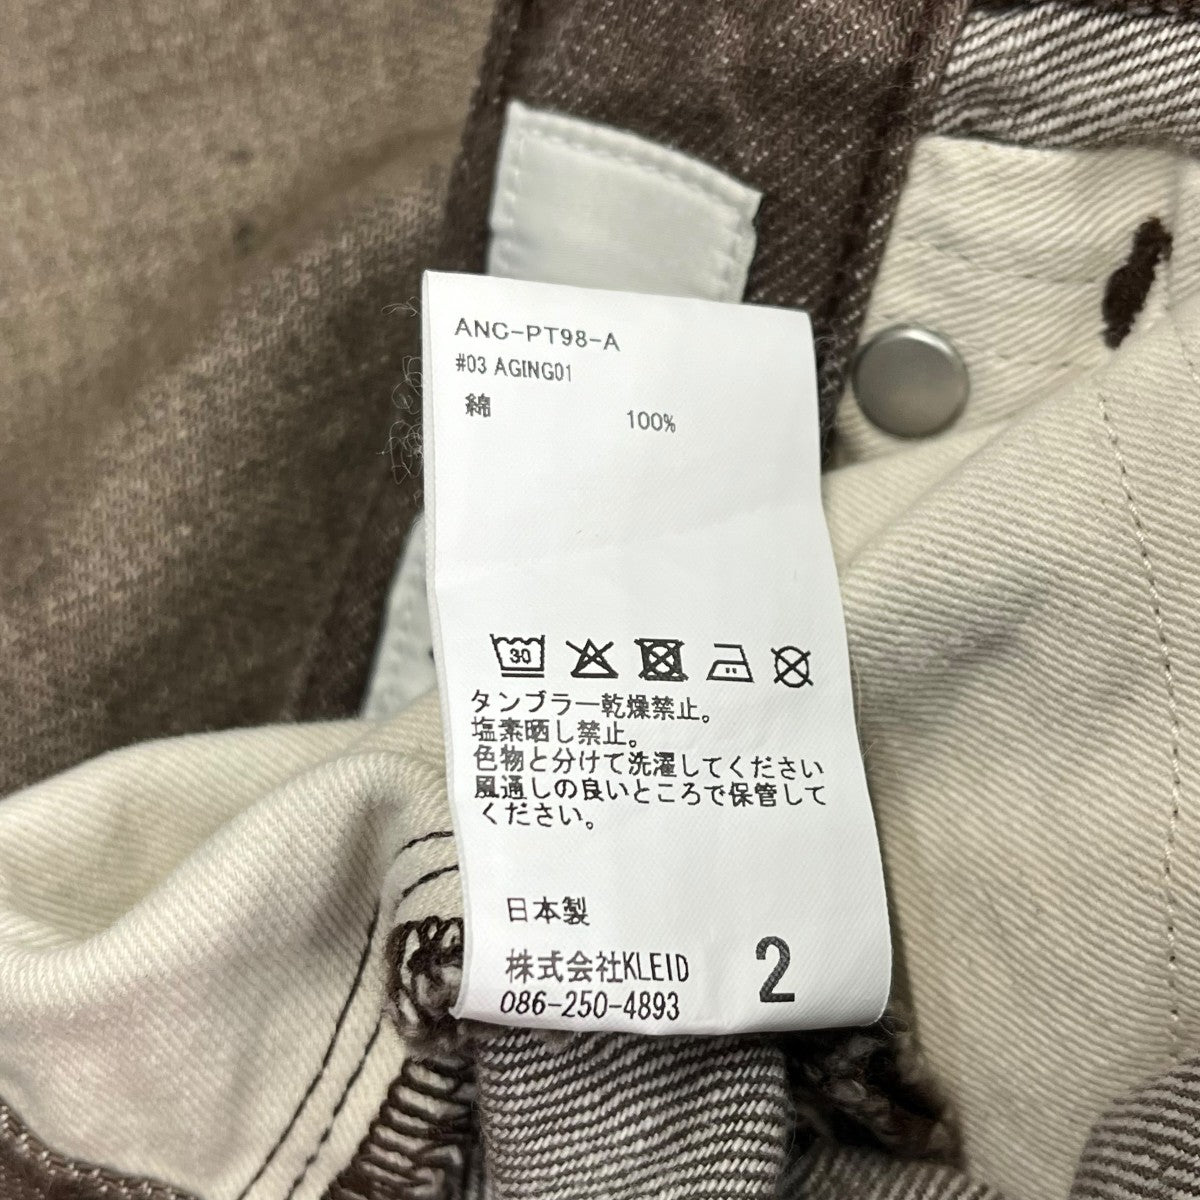 ANC-PT98-A
#03 AGING01
綿 100%
30
タンブラー乾燥禁止。
塩素晒し禁止。
色物と分けて洗濯してください
風通しの良いところで保管して
ください。
日本製
株式会社KLEID
086-250-4893
2